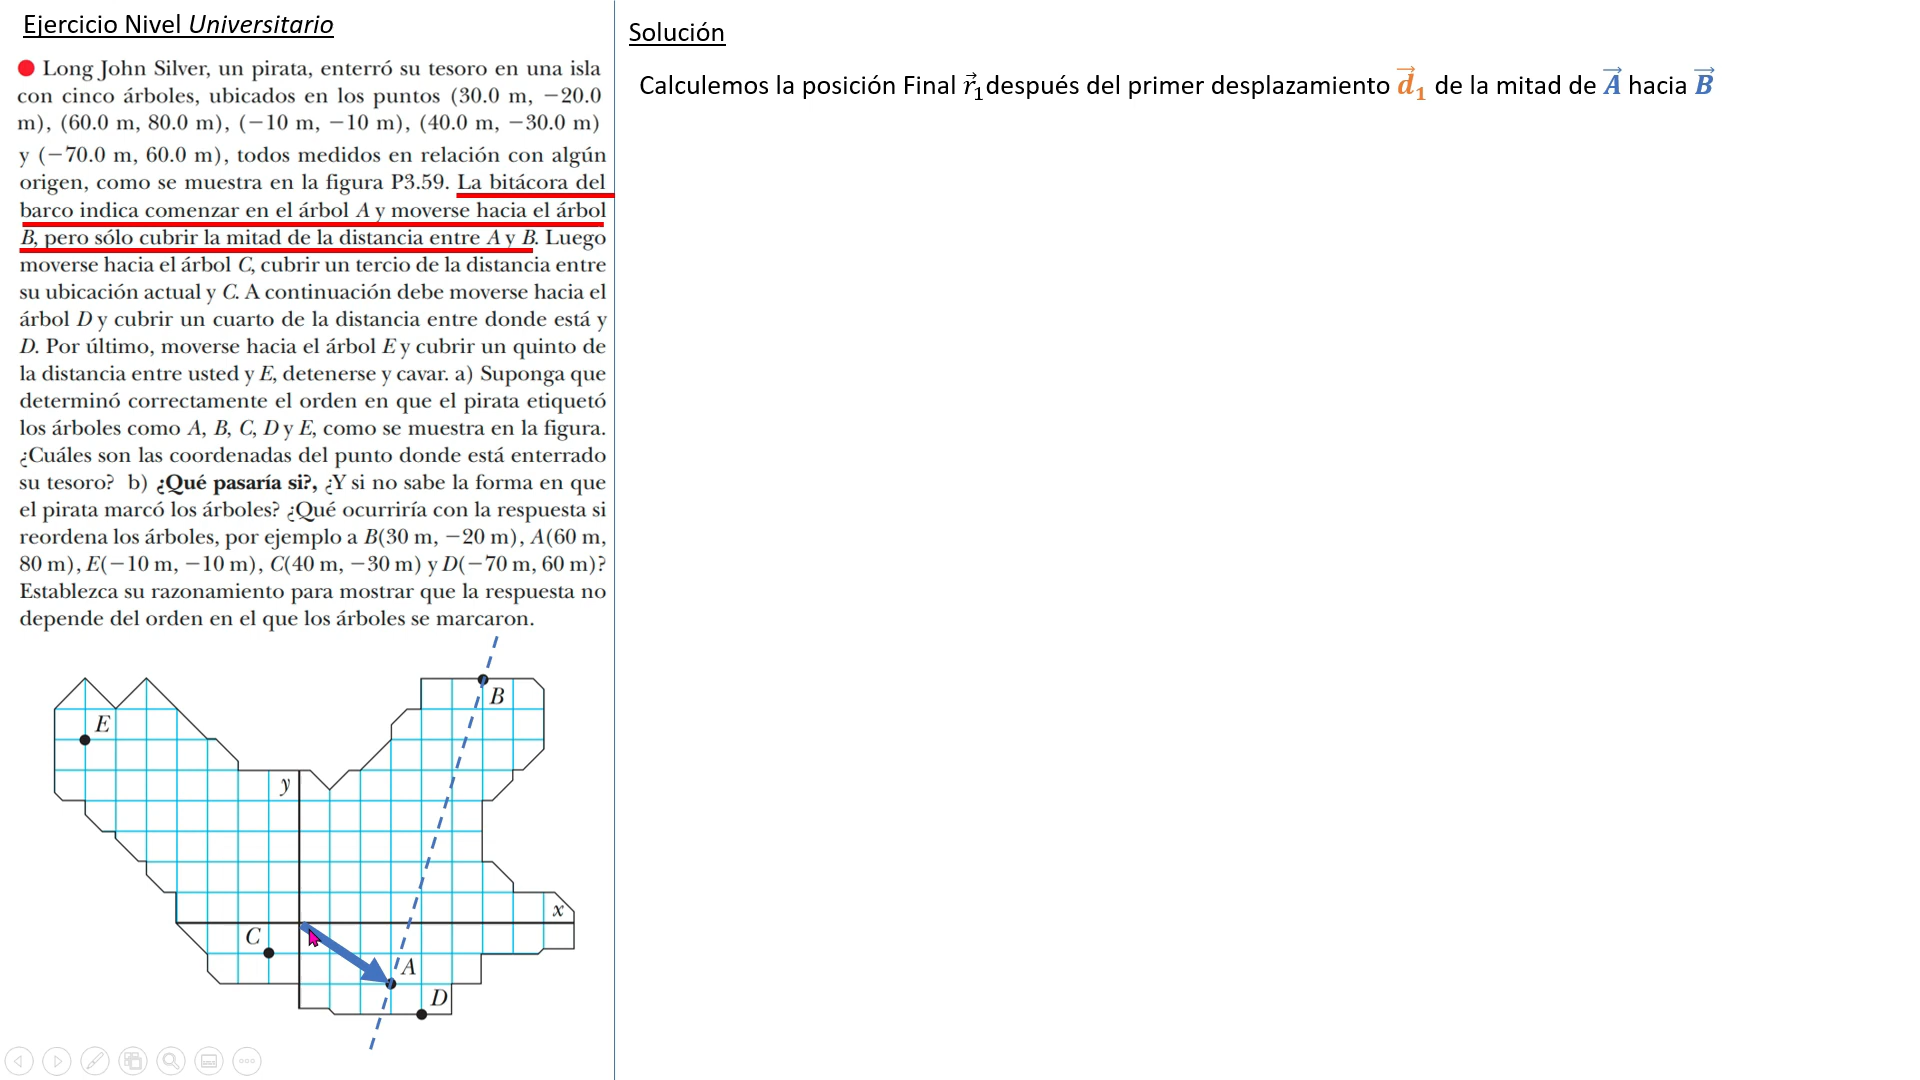 Ejercicio Nivel Universitario
Long John Silver, un pirata, enterró su tesoro en una isla
con cinco árboles, ubicados en los puntos (30.0 m, −20.0
m), (60.0 m, 80.0 m), (−10 m, −10 m), (40.0 m, −30.0 m)
y (−70.0 m, 60.0 m), todos medidos en relación con algún
origen, como se muestra en la figura P3.59. La bitácora del
barco indica comenzar en el árbol A y moverse hacia el árbol
B, pero sólo cubrir la mitad de la distancia entre A y B. Luego
moverse hacia el árbol C, cubrir un tercio de la distancia entre
su ubicación actual y C. A continuación debe moverse hacia el
árbol D y cubrir un cuarto de la distancia entre donde está y
D. Por último, moverse hacia el árbol E y cubrir un quinto de
la distancia entre usted y E, detenerse y cavar. a) Suponga que
determinó correctamente el orden en que el pirata etiquetó
los árboles como A, B, C, D y E, como se muestra en la figura.
¿Cuáles son las coordenadas del punto donde está enterrado
su tesoro? b) ¿Qué pasaría si?, ¿Y si no sabe la forma en que
el pirata marcó los árboles? ¿Qué ocurriría con la respuesta si
reordena los árboles, por ejemplo a B(30 m, −20 m), A(60 m,
80 m), E(−10 m, −10 m), C(40 m, −30 m) y D(−70 m, 60 m)?
Establezca su razonamiento para mostrar que la respuesta no
depende del orden en el que los árboles se marcaron.
B
E
y
x
C
A
D
Solución
Calculemos la posición Final r⃗₁ después del primer desplazamiento d⃗₁ de la mitad de A⃗ hacia B⃗